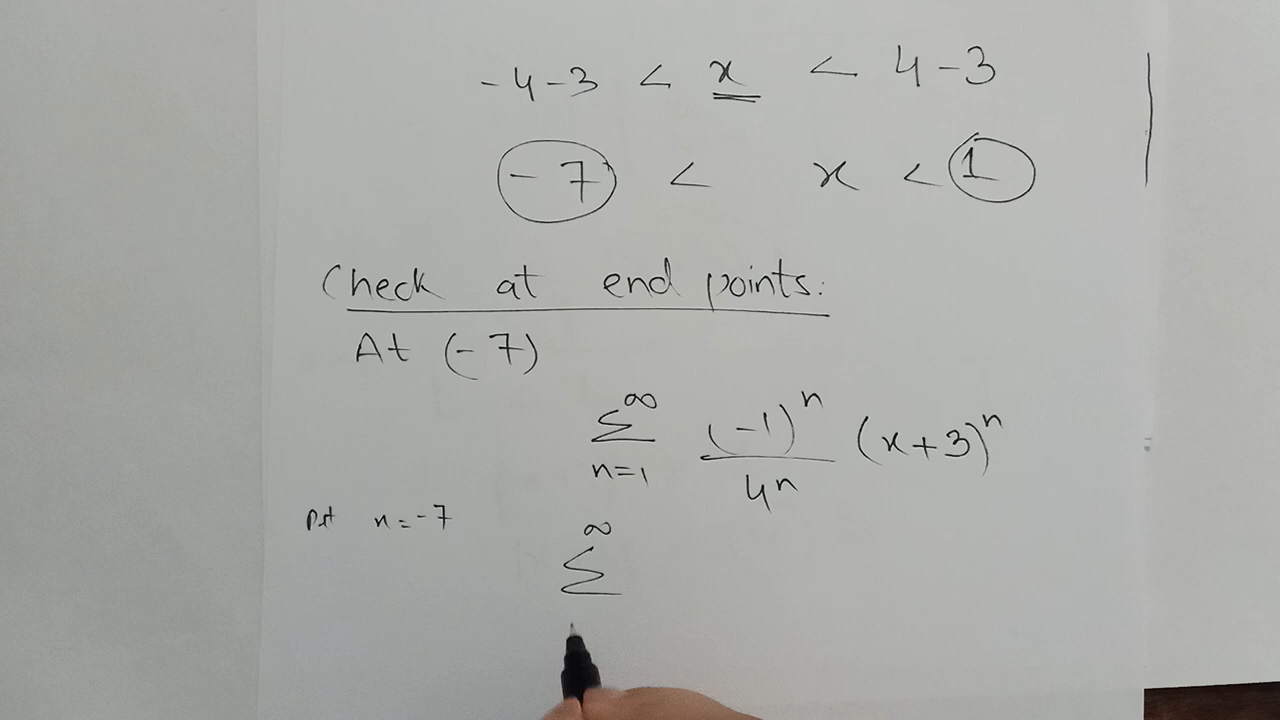 -4-3 < x < 4-3
-7 < x < 1
Check at end points:
At (-7)
∞
∑ (-1)^n / 4^n (x+3)^n
n=1
Put x=-7
∞
∑